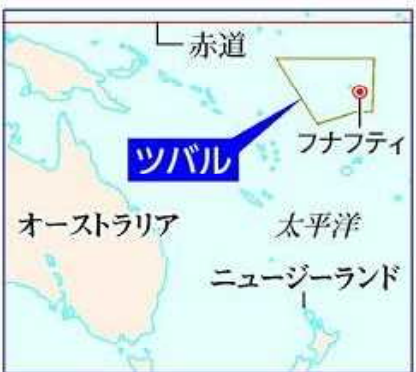 赤道
フナフティ
ツバル
オーストラリア
太平洋
ニュージーランド